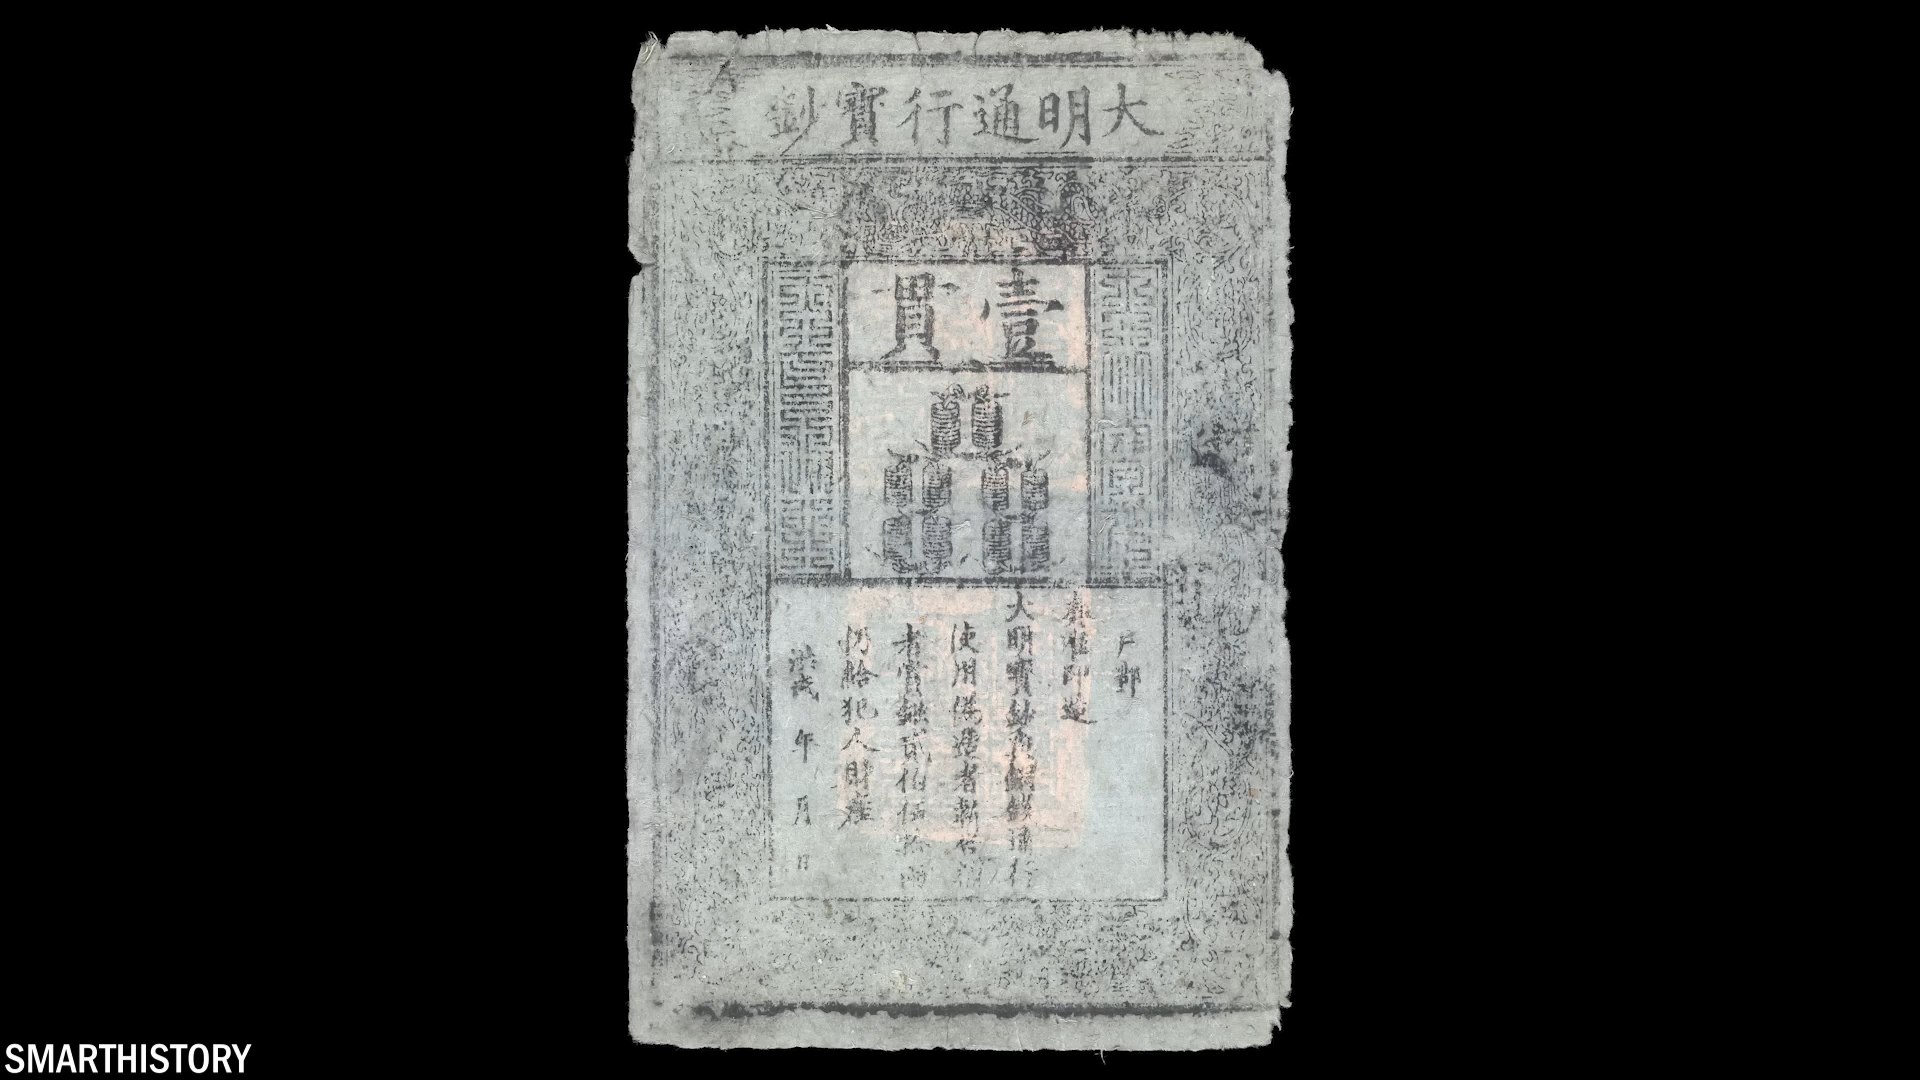 大明通行寶鈔
壹貫
戶部
奏准印造
大明寶鈔與銅錢通行
使用偽造者斬告捕
者賞銀貳伯伍拾兩
仍給犯人財產
洪武 年 月 日
SMARTHISTORY